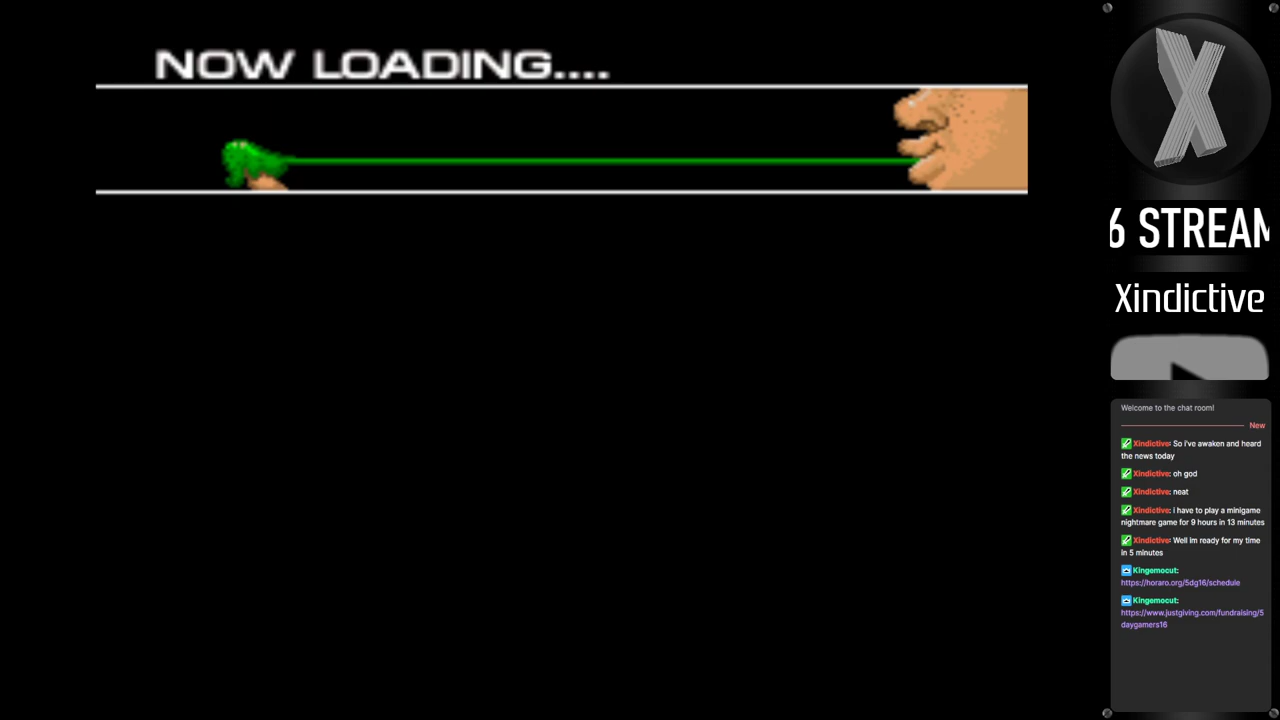 NOW LOADING....
X
6 STREAM
Xindictive
Welcome to the chat room!
New
Xindictive: So i've awaken and heard
the news today
Xindictive: oh god
Xindictive: neat
Xindictive: i have to play a minigame
nightmare game for 9 hours in 13 minutes
Xindictive: Well im ready for my time
in 5 minutes
Kingemocut:
https://horaro.org/5dg16/schedule
Kingemocut:
https://www.justgiving.com/fundraising/5
daygamers16